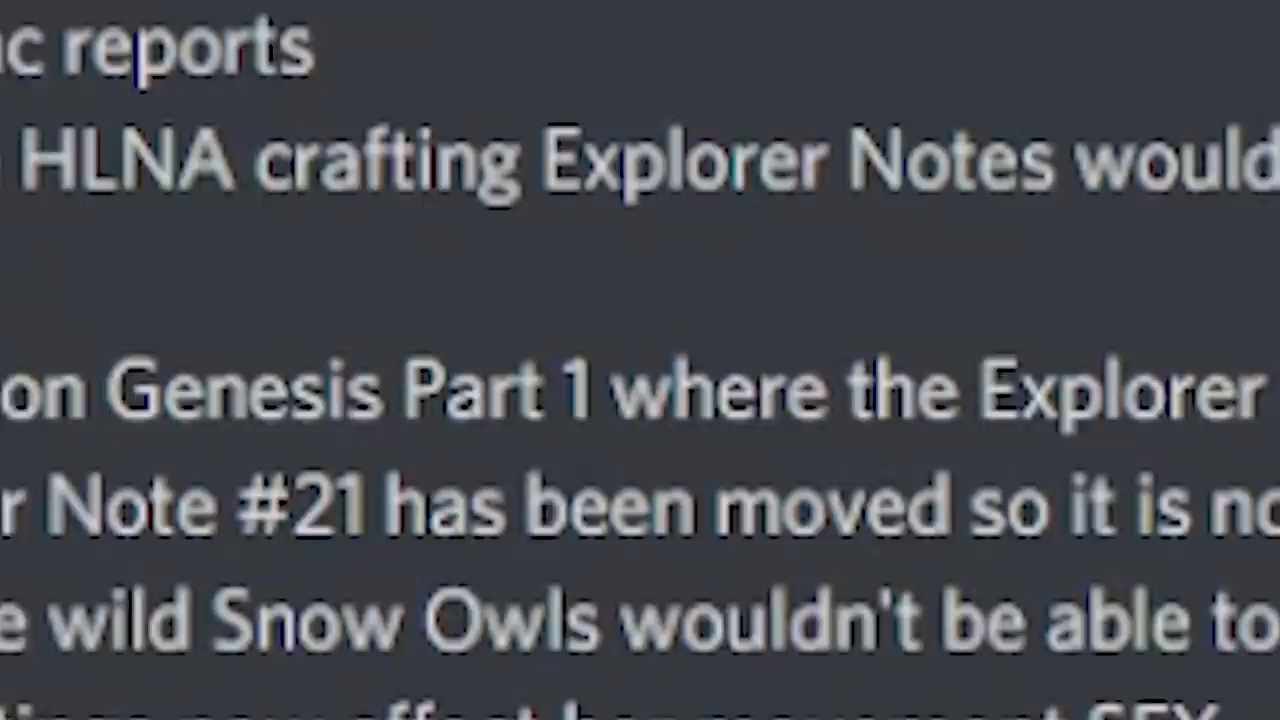 reports
HLNA crafting Explorer Notes would
on Genesis Part 1 where the Explorer
r Note #21 has been moved so it is no
e wild Snow Owls wouldn't be able to